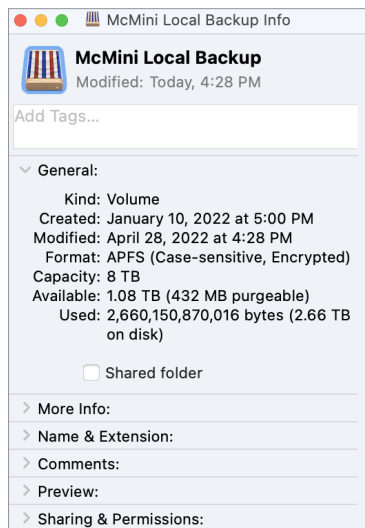 McMini Local Backup Info
McMini Local Backup
Modified: Today, 4:28 PM
Add Tags...
General:
Kind: Volume
Created: January 10, 2022 at 5:00 PM
Modified: April 28, 2022 at 4:28 PM
Format: APFS (Case-sensitive, Encrypted)
Capacity: 8 TB
Available: 1.08 TB (432 MB purgeable)
Used: 2,660,150,870,016 bytes (2.66 TB
on disk)
Shared folder
More Info:
Name & Extension:
Comments:
Preview:
Sharing & Permissions: